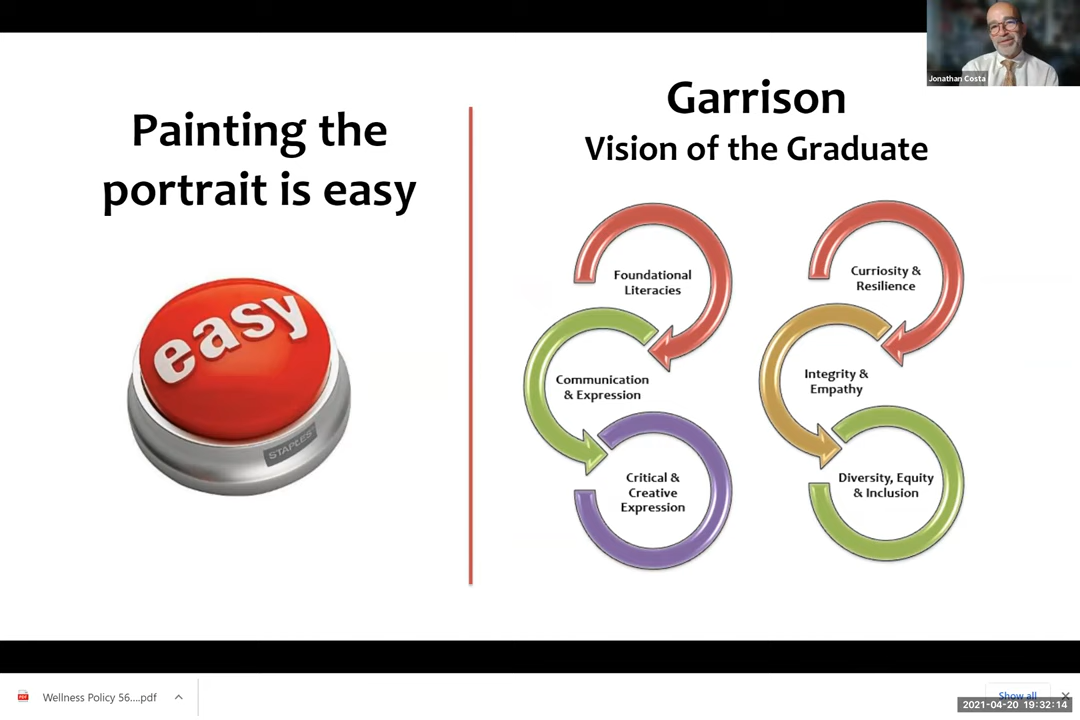 Jonathan Costa
Painting the
portrait is easy
easy
STAPLES
Garrison
Vision of the Graduate
Foundational
Literacies
Communication
& Expression
Critical &
Creative
Expression
Curriosity &
Resilience
Integrity &
Empathy
Diversity, Equity
& Inclusion
PDF
Wellness Policy 56....pdf
Show all
2021-04-20 19:32:14